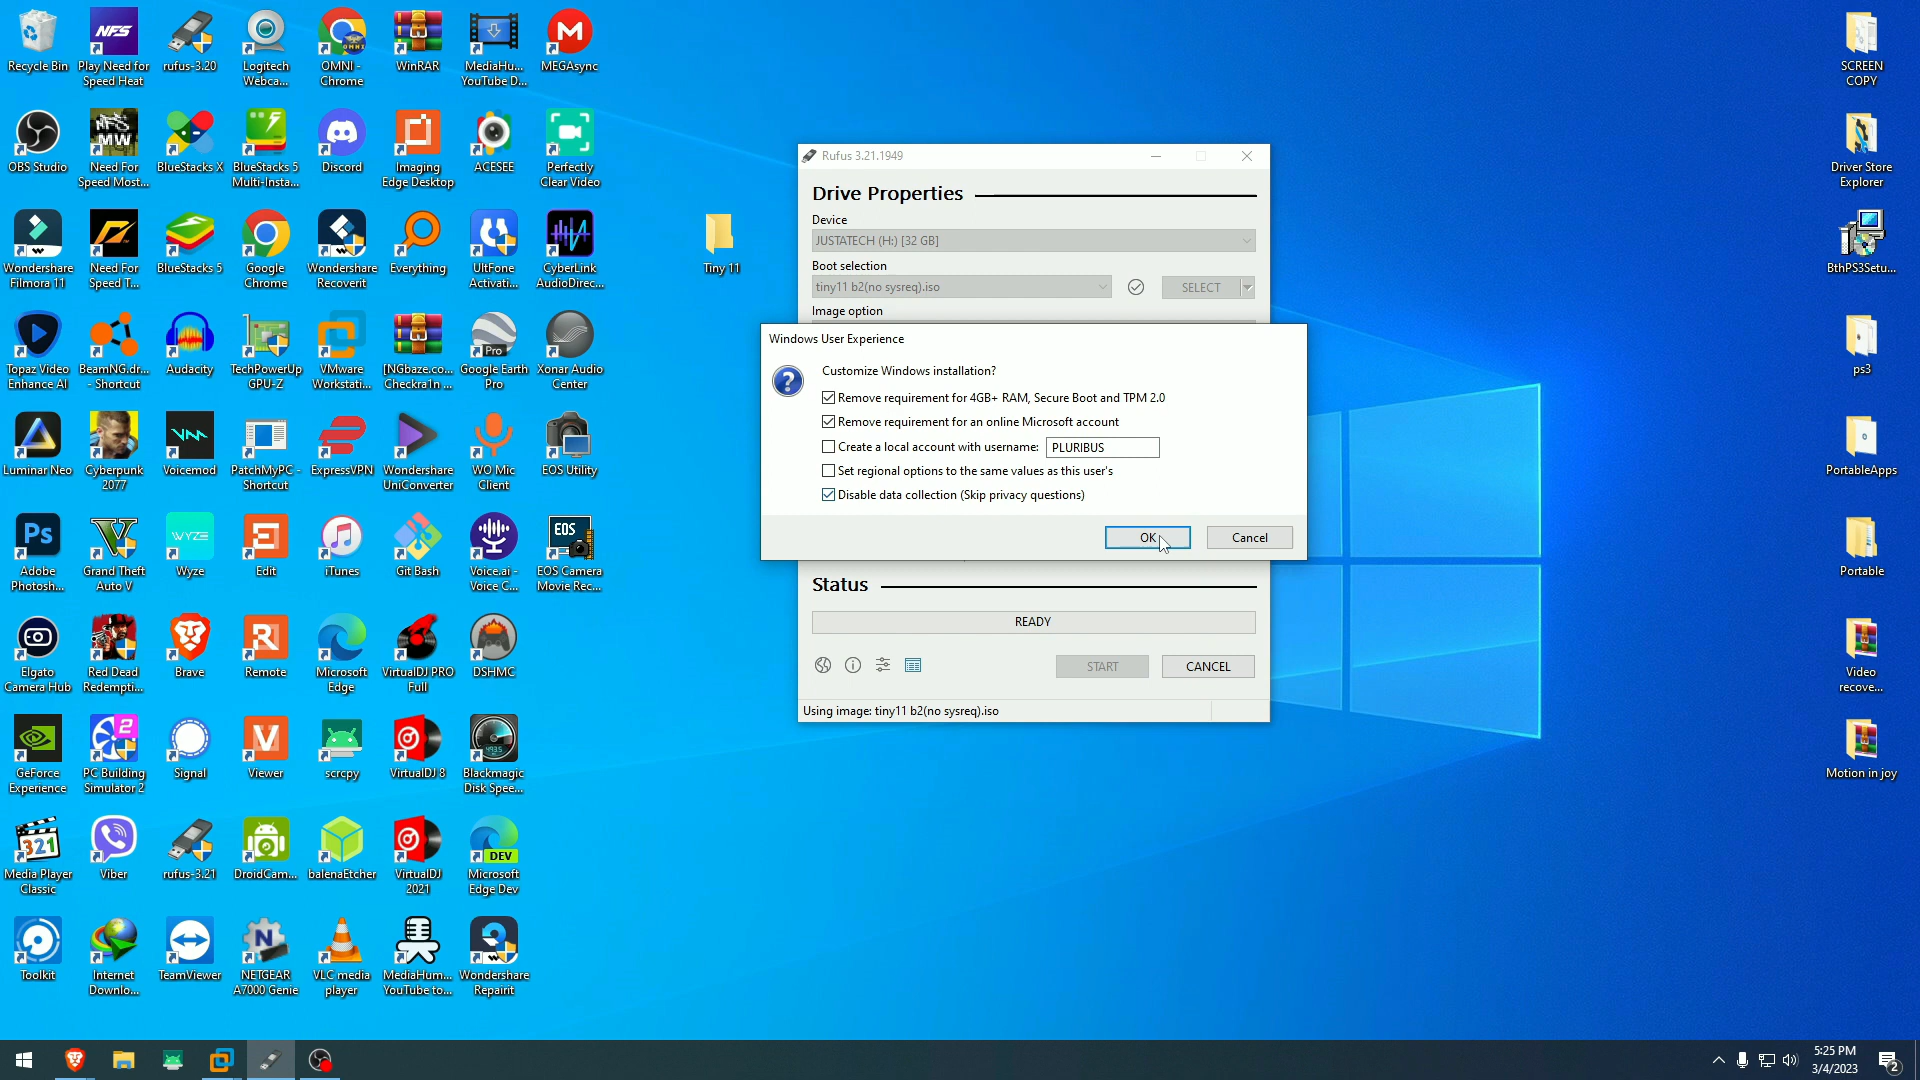 Recycle Bin
Play Need for
Speed Heat
rufus-3.20
Logitech
Webca...
OMNI -
Chrome
WinRAR
MediaHu...
YouTube D...
MEGAsync
OBS Studio
Need For
Speed Most...
BlueStacks X
BlueStacks 5
Multi-Insta...
Discord
Imaging
Edge Desktop
ACESEE
Perfectly
Clear Video
Wondershare
Filmora 11
Need For
Speed T...
BlueStacks 5
Google
Chrome
Wondershare
Recoverit
Everything
UltFone
Activati...
CyberLink
AudioDirec...
Topaz Video
Enhance AI
BeamNG.dr...
- Shortcut
Audacity
TechPowerUp
GPU-Z
VMware
Workstati...
[NGbaze.co...
Checkra1n ...
Google Earth
Pro
Xonar Audio
Center
Luminar Neo
Cyberpunk
2077
Voicemod
PatchMyPC -
Shortcut
ExpressVPN
Wondershare
UniConverter
WO Mic
Client
EOS Utility
Adobe
Photosh...
Grand Theft
Auto V
Wyze
Edit
iTunes
Git Bash
Voice.ai -
Voice C...
EOS Camera
Movie Rec...
Elgato
Camera Hub
Red Dead
Redempti...
Brave
Remote
Microsoft
Edge
VirtualDJ PRO
Full
DSHMC
GeForce
Experience
PC Building
Simulator 2
Signal
Viewer
scrcpy
VirtualDJ 8
Blackmagic
Disk Spee...
Media Player
Classic
Viber
rufus-3.21
DroidCam...
balenaEtcher
VirtualDJ
2021
Microsoft
Edge Dev
Toolkit
Internet
Downlo...
TeamViewer
NETGEAR
A7000 Genie
VLC media
player
MediaHum...
YouTube to...
Wondershare
Repairit
Tiny 11
Rufus 3.21.1949
Drive Properties
Device
JUSTATECH (H:) [32 GB]
Boot selection
tiny11 b2(no sysreq).iso
SELECT
Image option
Windows User Experience
Customize Windows installation?
Remove requirement for 4GB+ RAM, Secure Boot and TPM 2.0
Remove requirement for an online Microsoft account
Create a local account with username: PLURIBUS
Set regional options to the same values as this user's
Disable data collection (Skip privacy questions)
OK
Cancel
Status
READY
START
CANCEL
Using image: tiny11 b2(no sysreq).iso
SCREEN
COPY
Driver Store
Explorer
BthPS3Setu...
ps3
PortableApps
Portable
Video
recove...
Motion in joy
5:25 PM
3/4/2023
2